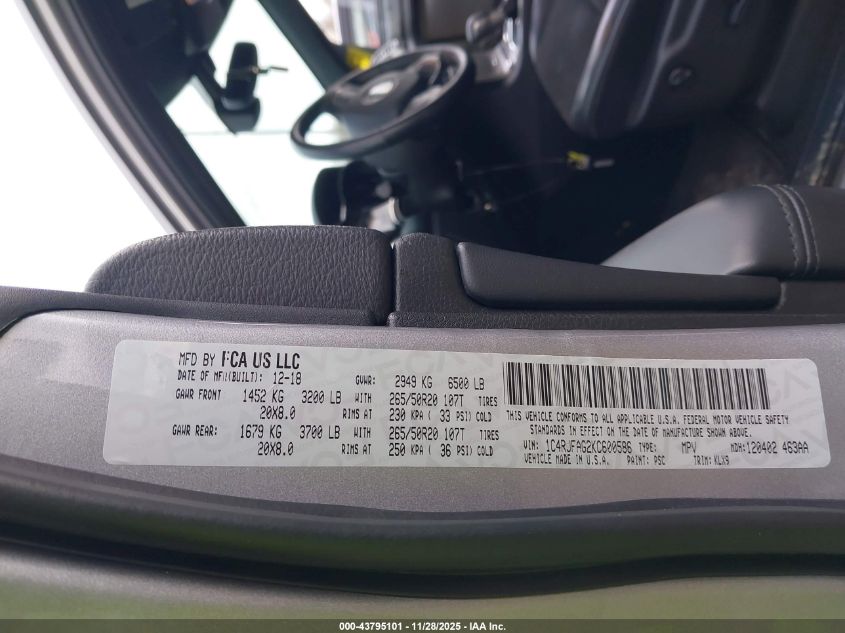 MFD BY FCA US LLC
DATE OF MFR(BUILT): 12-18 GVWR: 2949 KG 6500 LB
GAWR FRONT 1452 KG 3200 LB WITH 265/50R20 107T TIRES
20X8.0 RIMS AT 230 KPA ( 33 PSI) COLD
GAWR REAR: 1679 KG 3700 LB WITH 265/50R20 107T TIRES
20X8.0 RIMS AT 250 KPA ( 36 PSI) COLD
THIS VEHICLE CONFORMS TO ALL APPLICABLE U.S.A. FEDERAL MOTOR VEHICLE SAFETY
STANDARDS IN EFFECT ON THE DATE OF MANUFACTURE SHOWN ABOVE.
VIN: 1C4RJFAG2KC600586 TYPE: MPV MDH:120402 463AA
VEHICLE MADE IN U.S.A. PAINT: PSC TRIM: KLX9
000-43795101 - 11/28/2025 - IAA Inc.